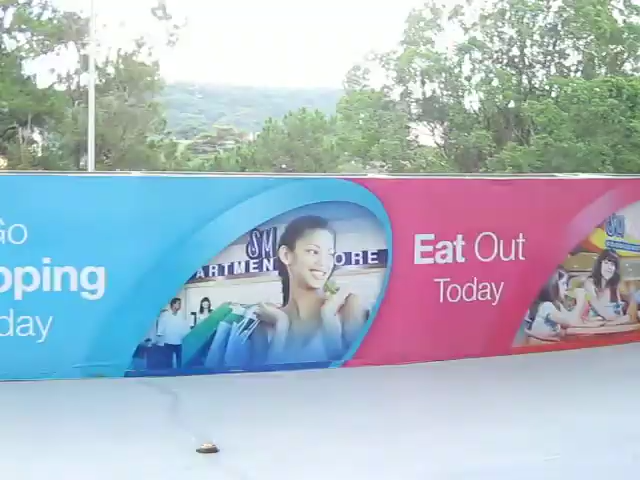 GO
pping
day
SM
ARTMEN ORE
Eat Out
Today
SM